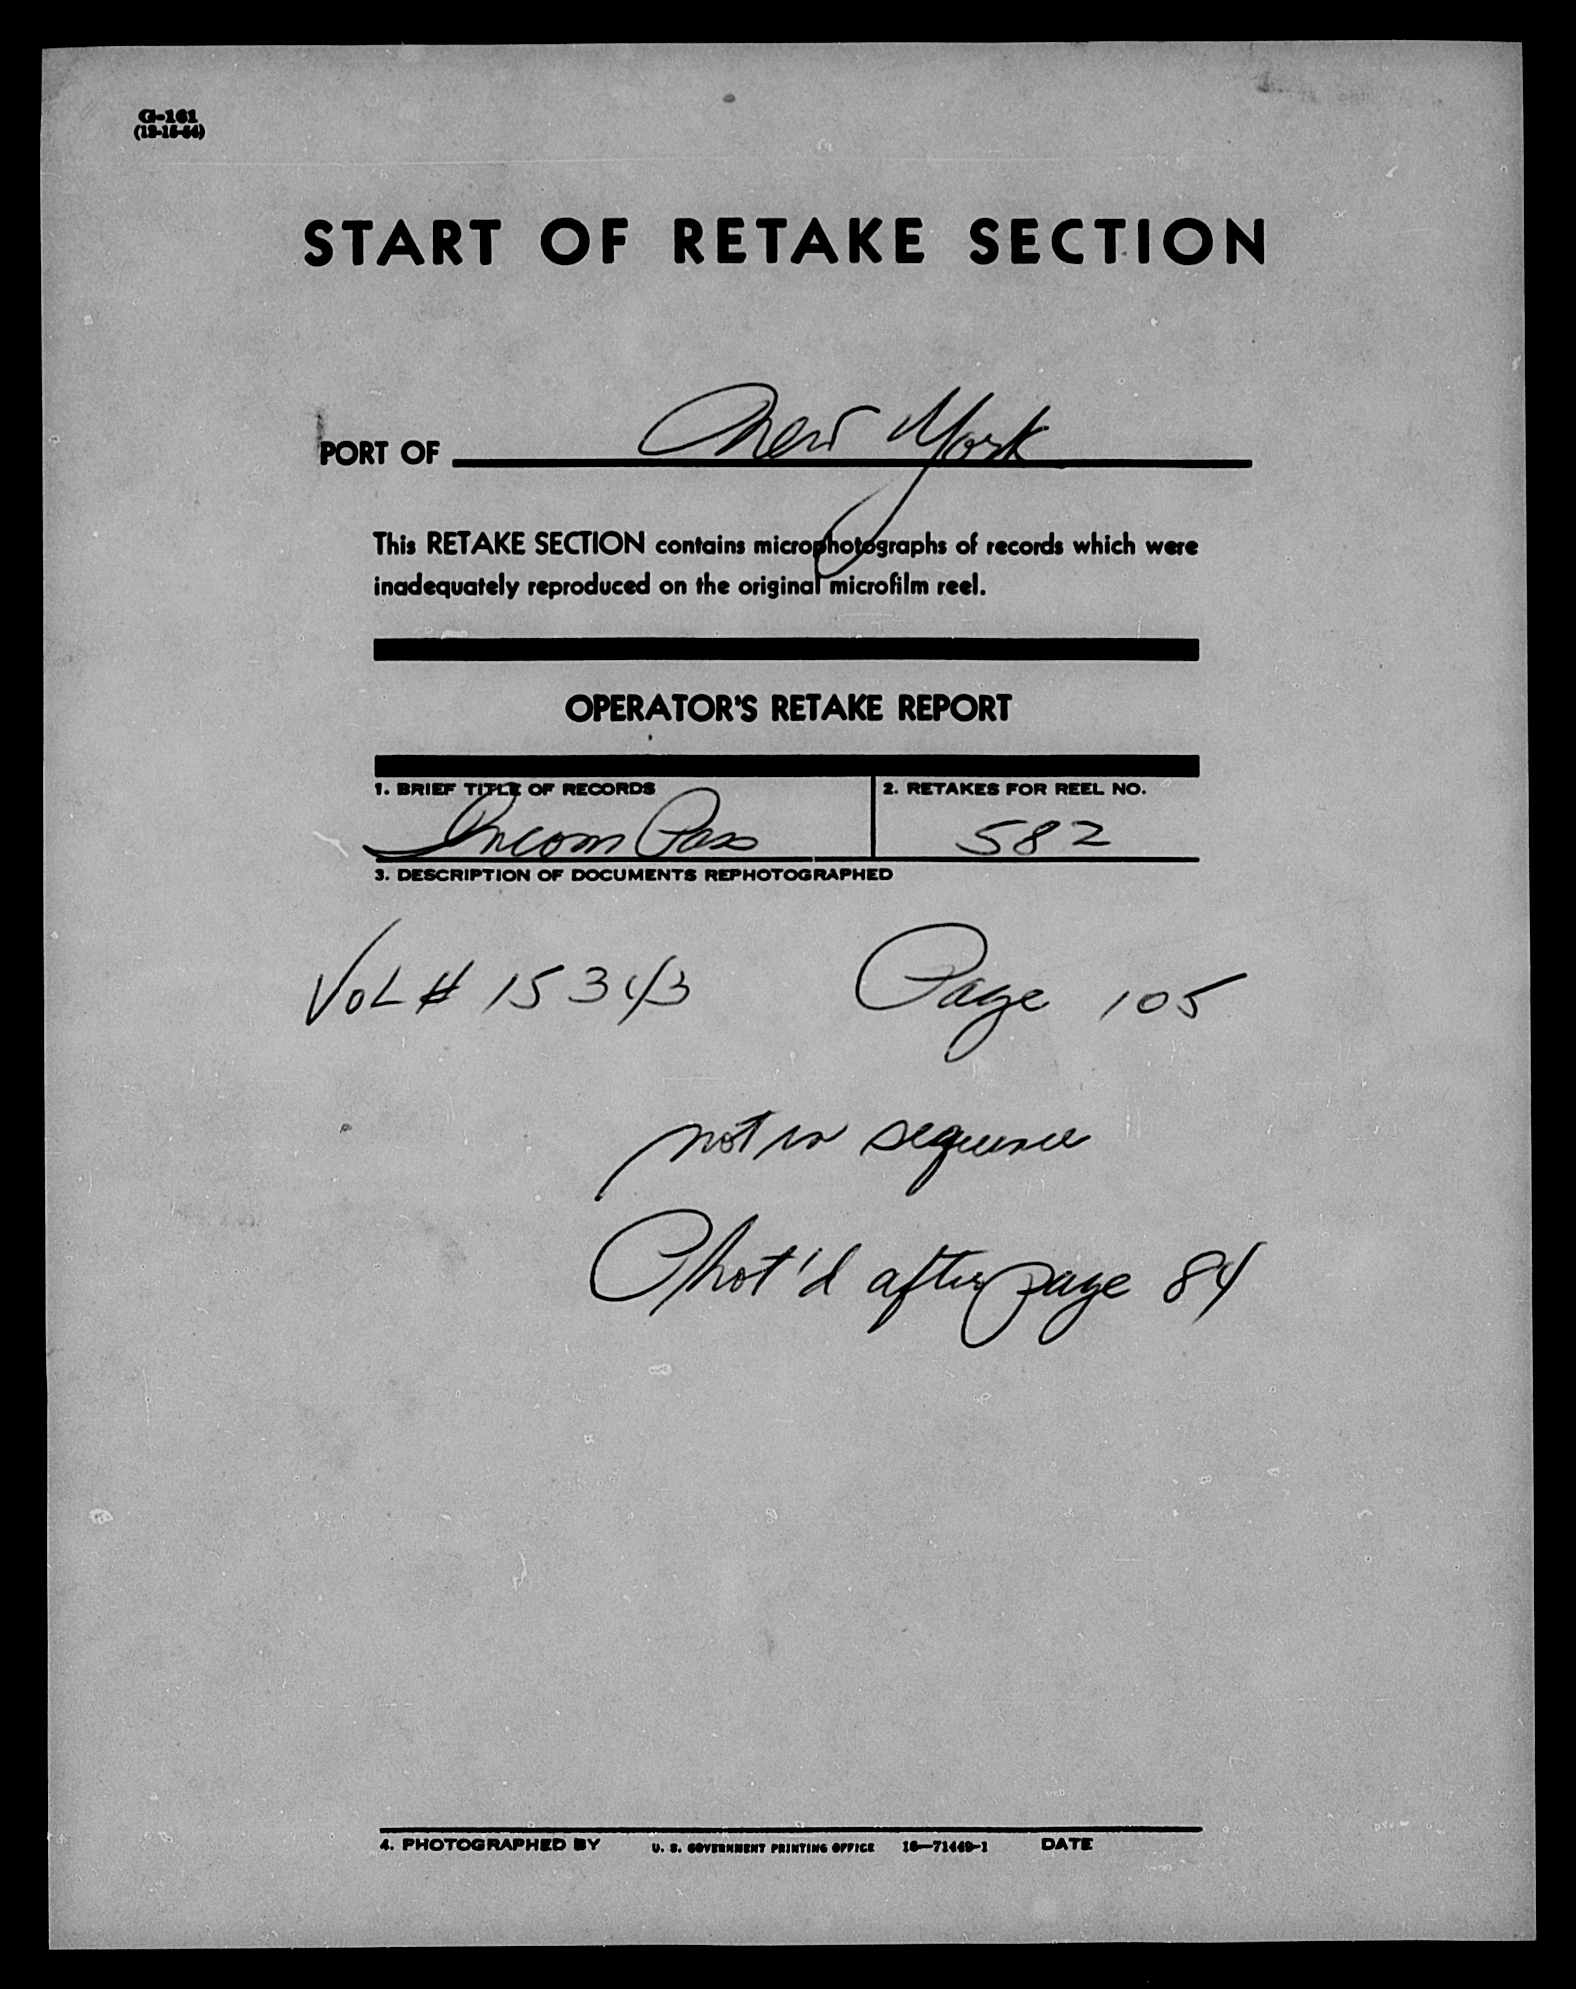 G-161
START OF RETAKE SECTION
PORT OF New York
This RETAKE SECTION contains microphotographs of records which were
inadequately reproduced on the original microfilm reel.
OPERATOR'S RETAKE REPORT
1. BRIEF TITLE OF RECORDS 2. RETAKES FOR REEL NO.
Incom Pass 582
3. DESCRIPTION OF DOCUMENTS REPHOTOGRAPHED
VOL # 15343 Page 105
not in sequence
Phot'd after page 84
4. PHOTOGRAPHED BY U. S. GOVERNMENT PRINTING OFFICE 16—71449-1 DATE